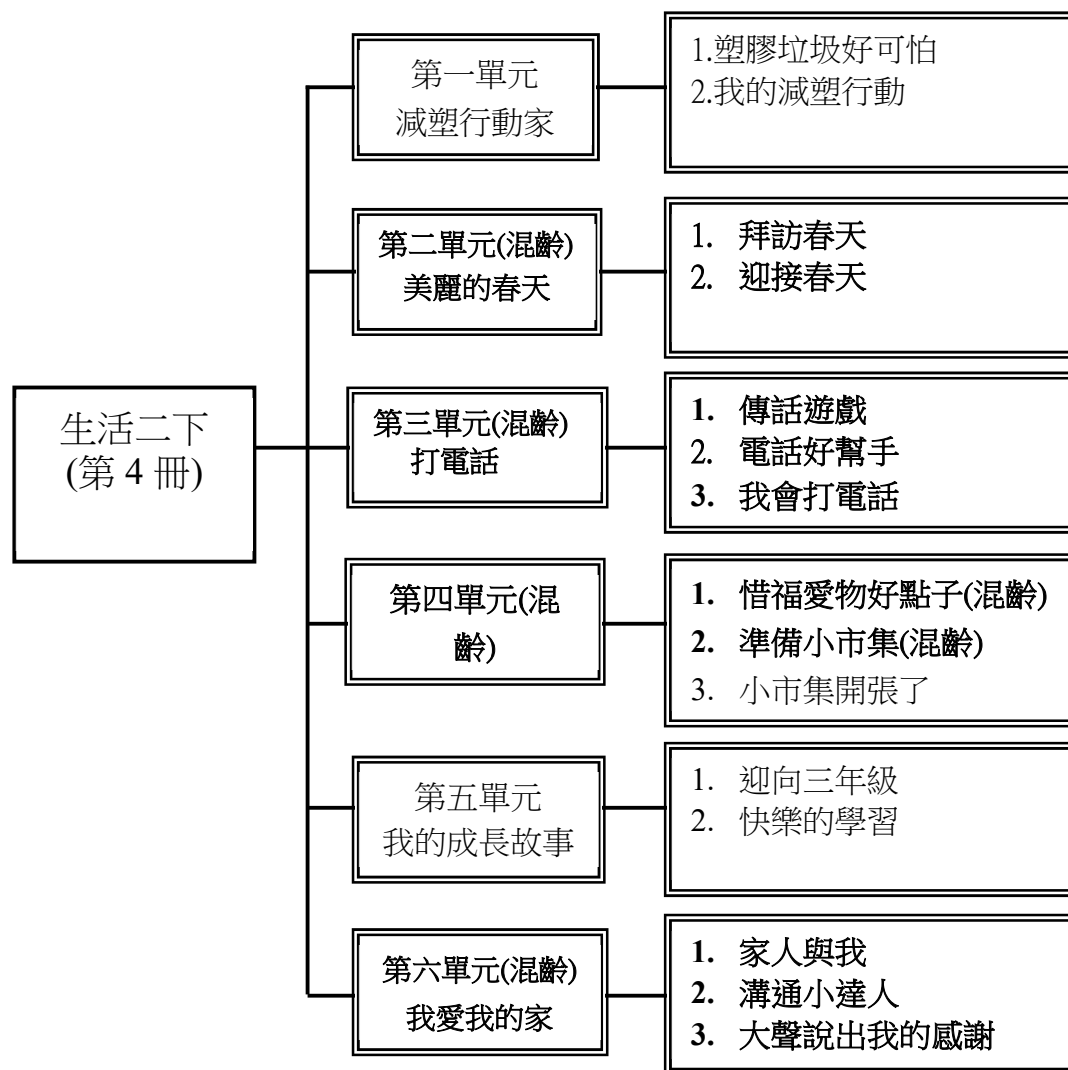 第一單元
減塑行動家
1.塑膠垃圾好可怕
2.我的減塑行動
第二單元(混齡)
美麗的春天
1. 拜訪春天
2. 迎接春天
生活二下
(第 4 冊)
第三單元(混齡)
打電話
1. 傳話遊戲
2. 電話好幫手
3. 我會打電話
第四單元(混
齡)
1. 惜福愛物好點子(混齡)
2. 準備小市集(混齡)
3. 小市集開張了
第五單元
我的成長故事
1. 迎向三年級
2. 快樂的學習
第六單元(混齡)
我愛我的家
1. 家人與我
2. 溝通小達人
3. 大聲說出我的感謝